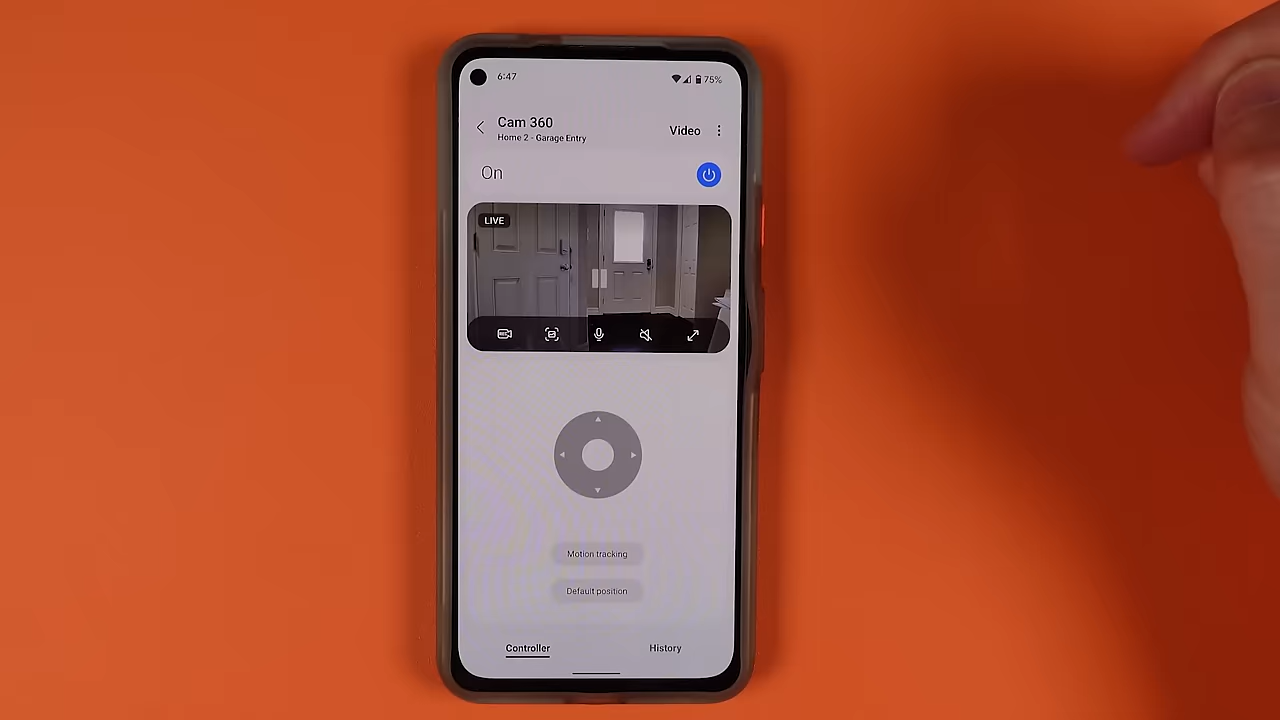 6:47
75%
Cam 360
Home 2 - Garage Entry
Video
On
LIVE
Motion tracking
Default position
Controller
History